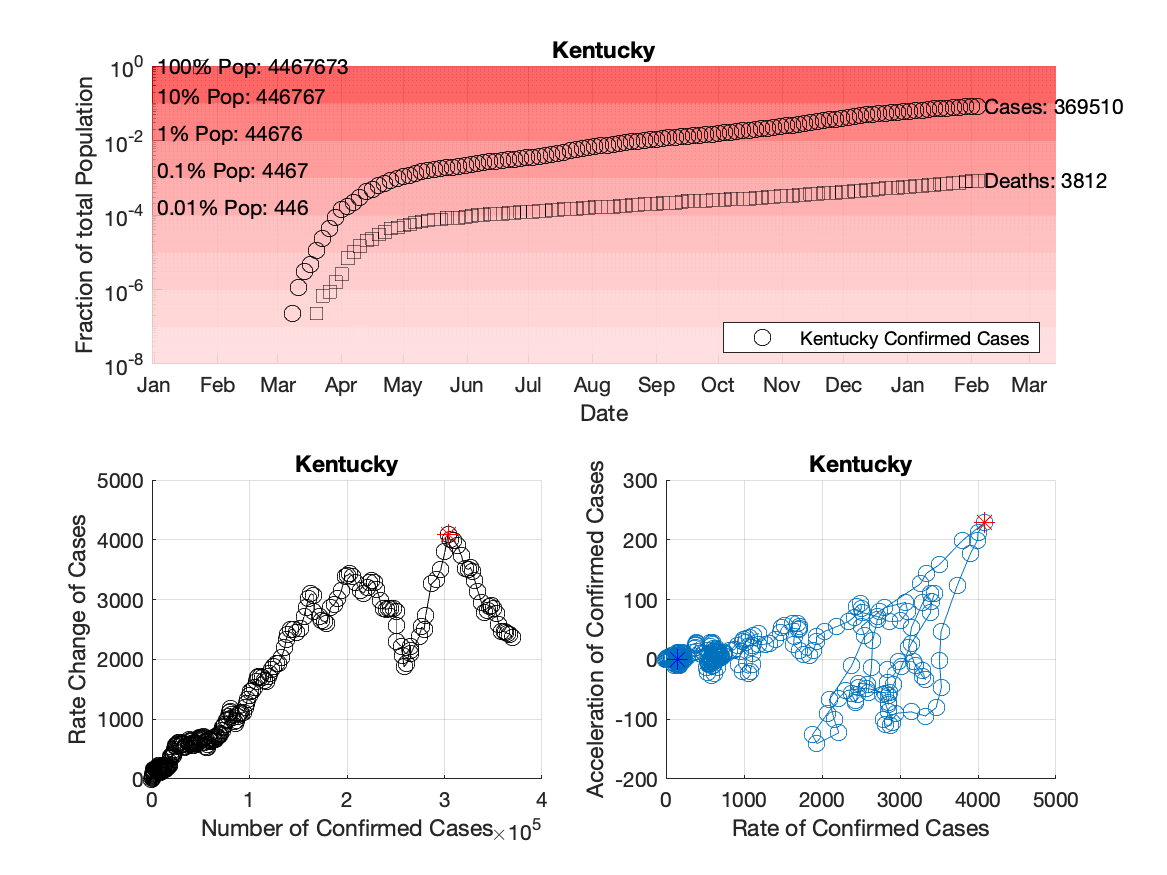 Kentucky
Fraction of total Population
10^0
10^-2
10^-4
10^-6
10^-8
100% Pop: 4467673
10% Pop: 446767
1% Pop: 44676
0.1% Pop: 4467
0.01% Pop: 446
Cases: 369510
Deaths: 3812
Kentucky Confirmed Cases
Jan Feb Mar Apr May Jun Jul Aug Sep Oct Nov Dec Jan Feb Mar
Date
Kentucky
Rate Change of Cases
5000
4000
3000
2000
1000
0
0 1 2 3 4
Number of Confirmed Cases ×10^5
Kentucky
Acceleration of Confirmed Cases
300
200
100
0
-100
-200
0 1000 2000 3000 4000 5000
Rate of Confirmed Cases